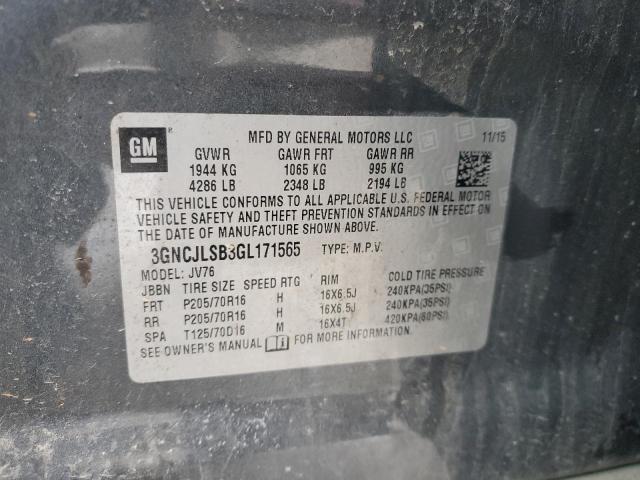 GM
®
MFD BY GENERAL MOTORS LLC 11/15
GVWR GAWR FRT GAWR RR
1944 KG 1065 KG 995 KG
4286 LB 2348 LB 2194 LB
THIS VEHICLE CONFORMS TO ALL APPLICABLE U.S. FEDERAL MOTOR
VEHICLE SAFETY AND THEFT PREVENTION STANDARDS IN EFFECT ON
THE DATE OF MANUFACTURE SHOWN ABOVE.
3GNCJLSB3GL171565 TYPE: M.P.V.
MODEL: JV76
JBBN TIRE SIZE SPEED RTG RIM COLD TIRE PRESSURE
FRT P205/70R16 H 16X6.5J 240KPA(35PSI)
RR P205/70R16 H 16X6.5J 240KPA(35PSI)
SPA T125/70D16 M 16X4T 420KPA(60PSI)
SEE OWNER'S MANUAL FOR MORE INFORMATION.